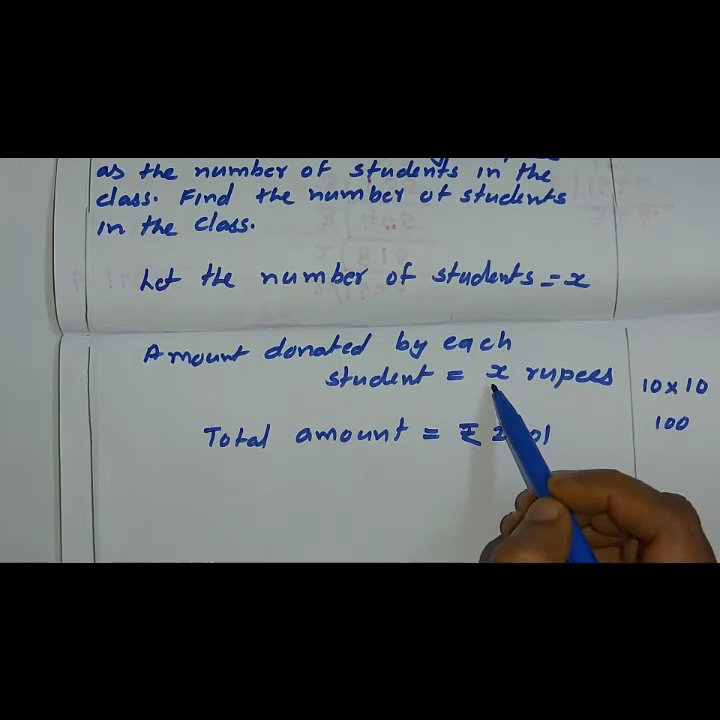 as the number of students in the
class. Find the number of students
in the class.
Let the number of students = x
Amount donated by each
student = x rupees
10 x 10
100
Total amount = ₹